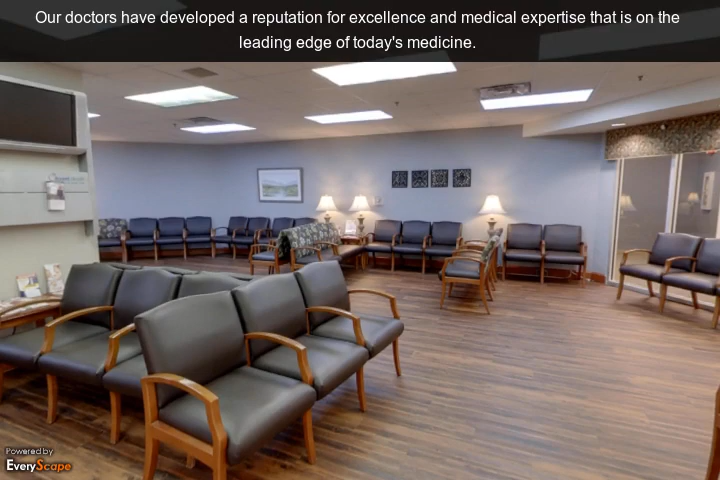 Our doctors have developed a reputation for excellence and medical expertise that is on the
leading edge of today's medicine.
Powered by
EveryScape